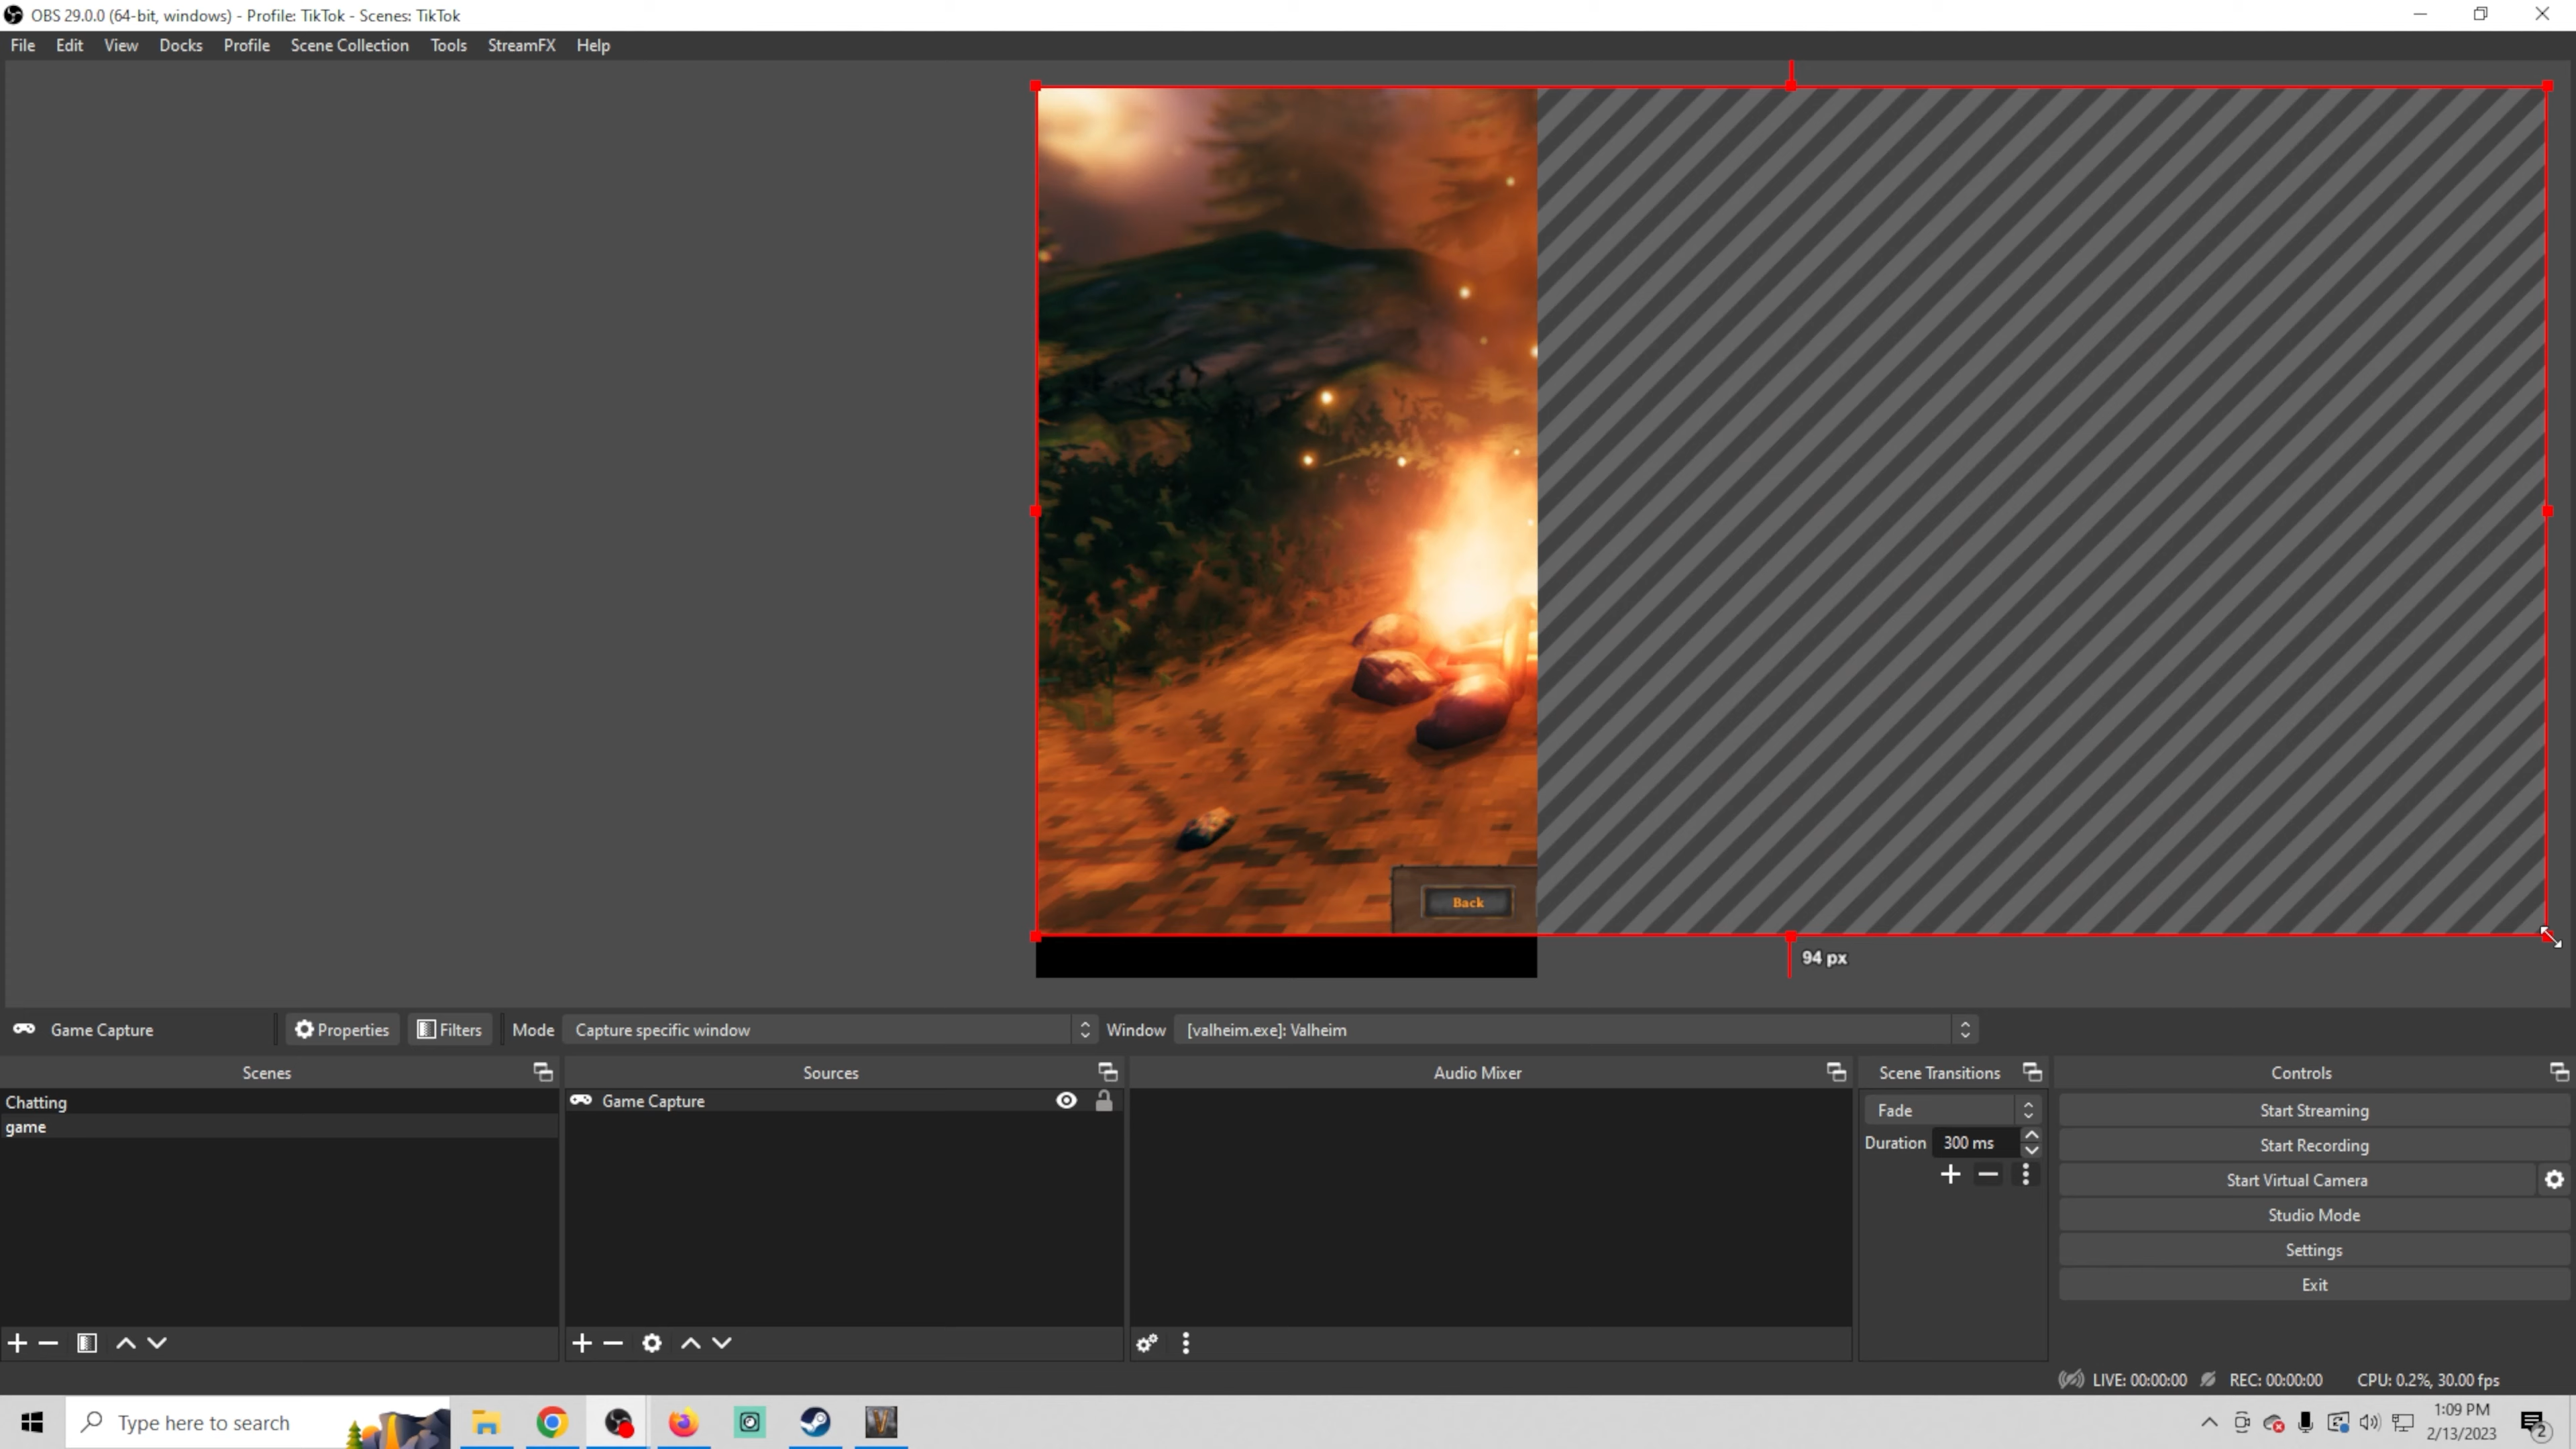 OBS 29.0.0 (64-bit, windows) - Profile: TikTok - Scenes: TikTok
File Edit View Docks Profile Scene Collection Tools StreamFX Help
Back
94 px
Game Capture Properties Filters Mode Capture specific window Window [valheim.exe]: Valheim
Scenes Sources Audio Mixer Scene Transitions Controls
Chatting
game
Game Capture
Fade
Duration 300 ms
Start Streaming
Start Recording
Start Virtual Camera
Studio Mode
Settings
Exit
LIVE: 00:00:00 REC: 00:00:00 CPU: 0.2%, 30.00 fps
Type here to search
1:09 PM
2/13/2023
2